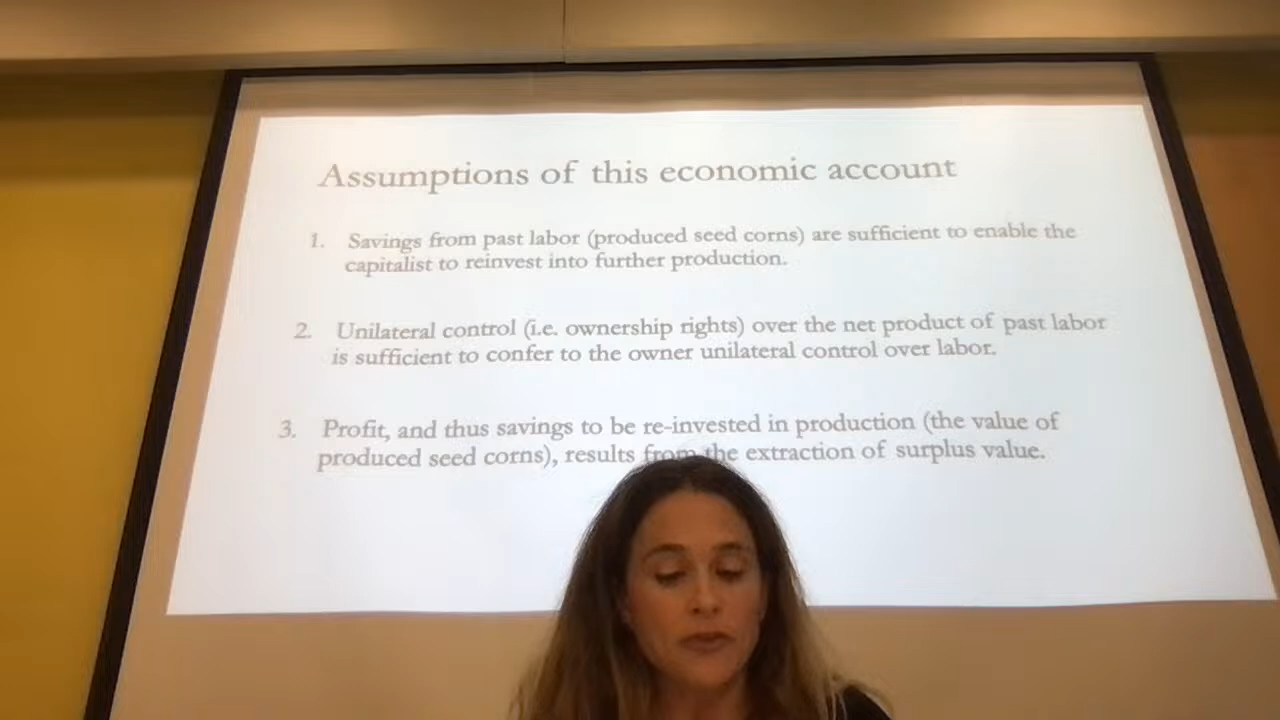 Assumptions of this economic account
1. Savings from past labor (produced seed corns) are sufficient to enable the
capitalist to reinvest into further production.
2. Unilateral control (i.e. ownership rights) over the net product of past labor
is sufficient to confer to the owner unilateral control over labor.
3. Profit, and thus savings to be re-invested in production (the value of
produced seed corns), results from the extraction of surplus value.